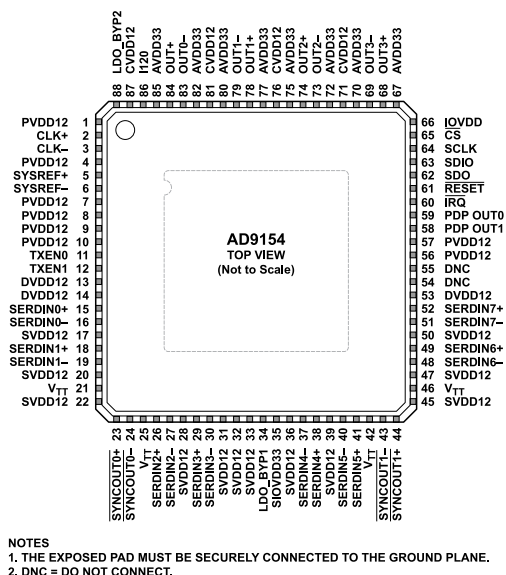 88 LDO_BYP2
87 CVDD12
86 I120
85 AVDD33
84 OUT+
83 OUT0–
82 AVDD33
81 CVDD12
80 AVDD33
79 OUT1–
78 OUT1+
77 AVDD33
76 CVDD12
75 AVDD33
74 OUT2+
73 OUT2–
72 AVDD33
71 CVDD12
70 AVDD33
69 OUT3–
68 OUT3+
67 AVDD33
PVDD12 1
CLK+ 2
CLK– 3
PVDD12 4
SYSREF+ 5
SYSREF– 6
PVDD12 7
PVDD12 8
PVDD12 9
PVDD12 10
TXEN0 11
TXEN1 12
DVDD12 13
DVDD12 14
SERDIN0+ 15
SERDIN0– 16
SVDD12 17
SERDIN1+ 18
SERDIN1– 19
SVDD12 20
VTT 21
SVDD12 22
AD9154
TOP VIEW
(Not to Scale)
66 IOVDD
65 CS
64 SCLK
63 SDIO
62 SDO
61 RESET
60 IRQ
59 PDP OUT0
58 PDP OUT1
57 PVDD12
56 PVDD12
55 DNC
54 DNC
53 DVDD12
52 SERDIN7+
51 SERDIN7–
50 SVDD12
49 SERDIN6+
48 SERDIN6–
47 SVDD12
46 VTT
45 SVDD12
SYNCOUT0+ 23
SYNCOUT0– 24
VTT 25
SERDIN2+ 26
SERDIN2– 27
SVDD12 28
SERDIN3+ 29
SERDIN3– 30
SVDD12 31
SVDD12 32
SVDD12 33
LDO_BYP1 34
SIOVDD33 35
SVDD12 36
SERDIN4– 37
SERDIN4+ 38
SVDD12 39
SERDIN5– 40
SERDIN5+ 41
VTT 42
SYNCOUT1– 43
SYNCOUT1+ 44
NOTES
1. THE EXPOSED PAD MUST BE SECURELY CONNECTED TO THE GROUND PLANE.
2. DNC = DO NOT CONNECT.